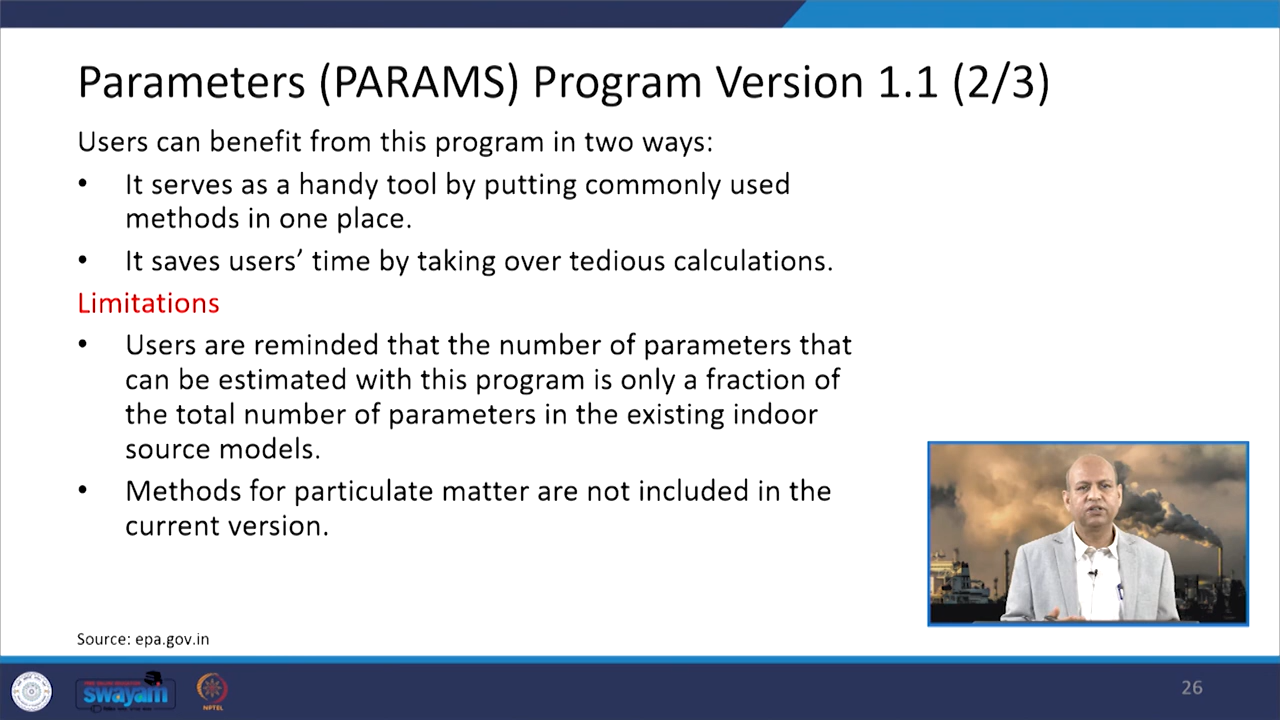 Parameters (PARAMS) Program Version 1.1 (2/3)
Users can benefit from this program in two ways:
• It serves as a handy tool by putting commonly used
methods in one place.
• It saves users’ time by taking over tedious calculations.
Limitations
• Users are reminded that the number of parameters that
can be estimated with this program is only a fraction of
the total number of parameters in the existing indoor
source models.
• Methods for particulate matter are not included in the
current version.
Source: epa.gov.in
swayam
NPTEL
26